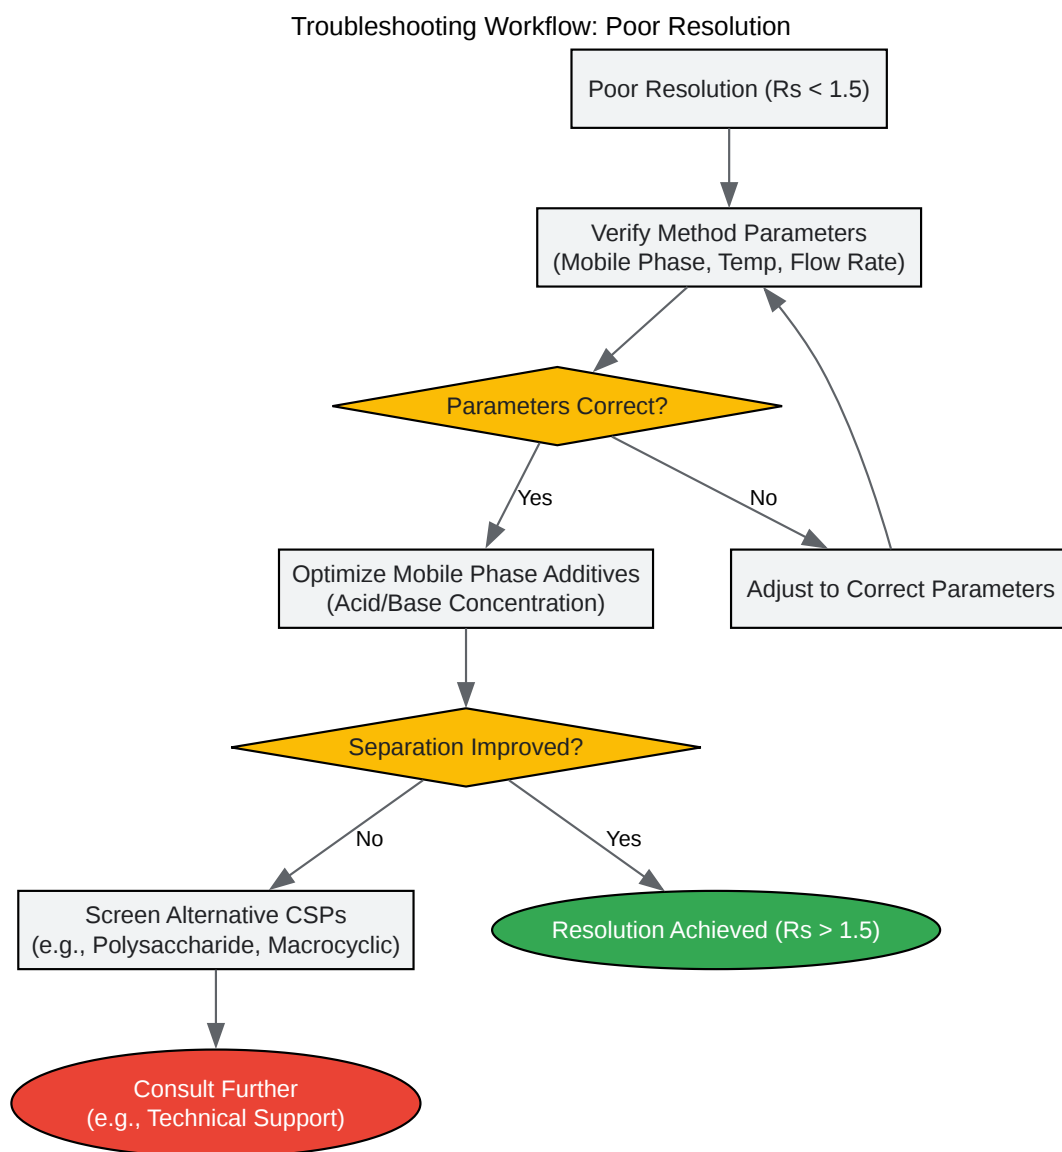 Troubleshooting Workflow: Poor Resolution
Poor Resolution (Rs < 1.5)
Verify Method Parameters
(Mobile Phase, Temp, Flow Rate)
Parameters Correct?
Yes
No
Optimize Mobile Phase Additives
(Acid/Base Concentration)
Adjust to Correct Parameters
Separation Improved?
No
Yes
Screen Alternative CSPs
(e.g., Polysaccharide, Macrocyclic)
Resolution Achieved (Rs > 1.5)
Consult Further
(e.g., Technical Support)